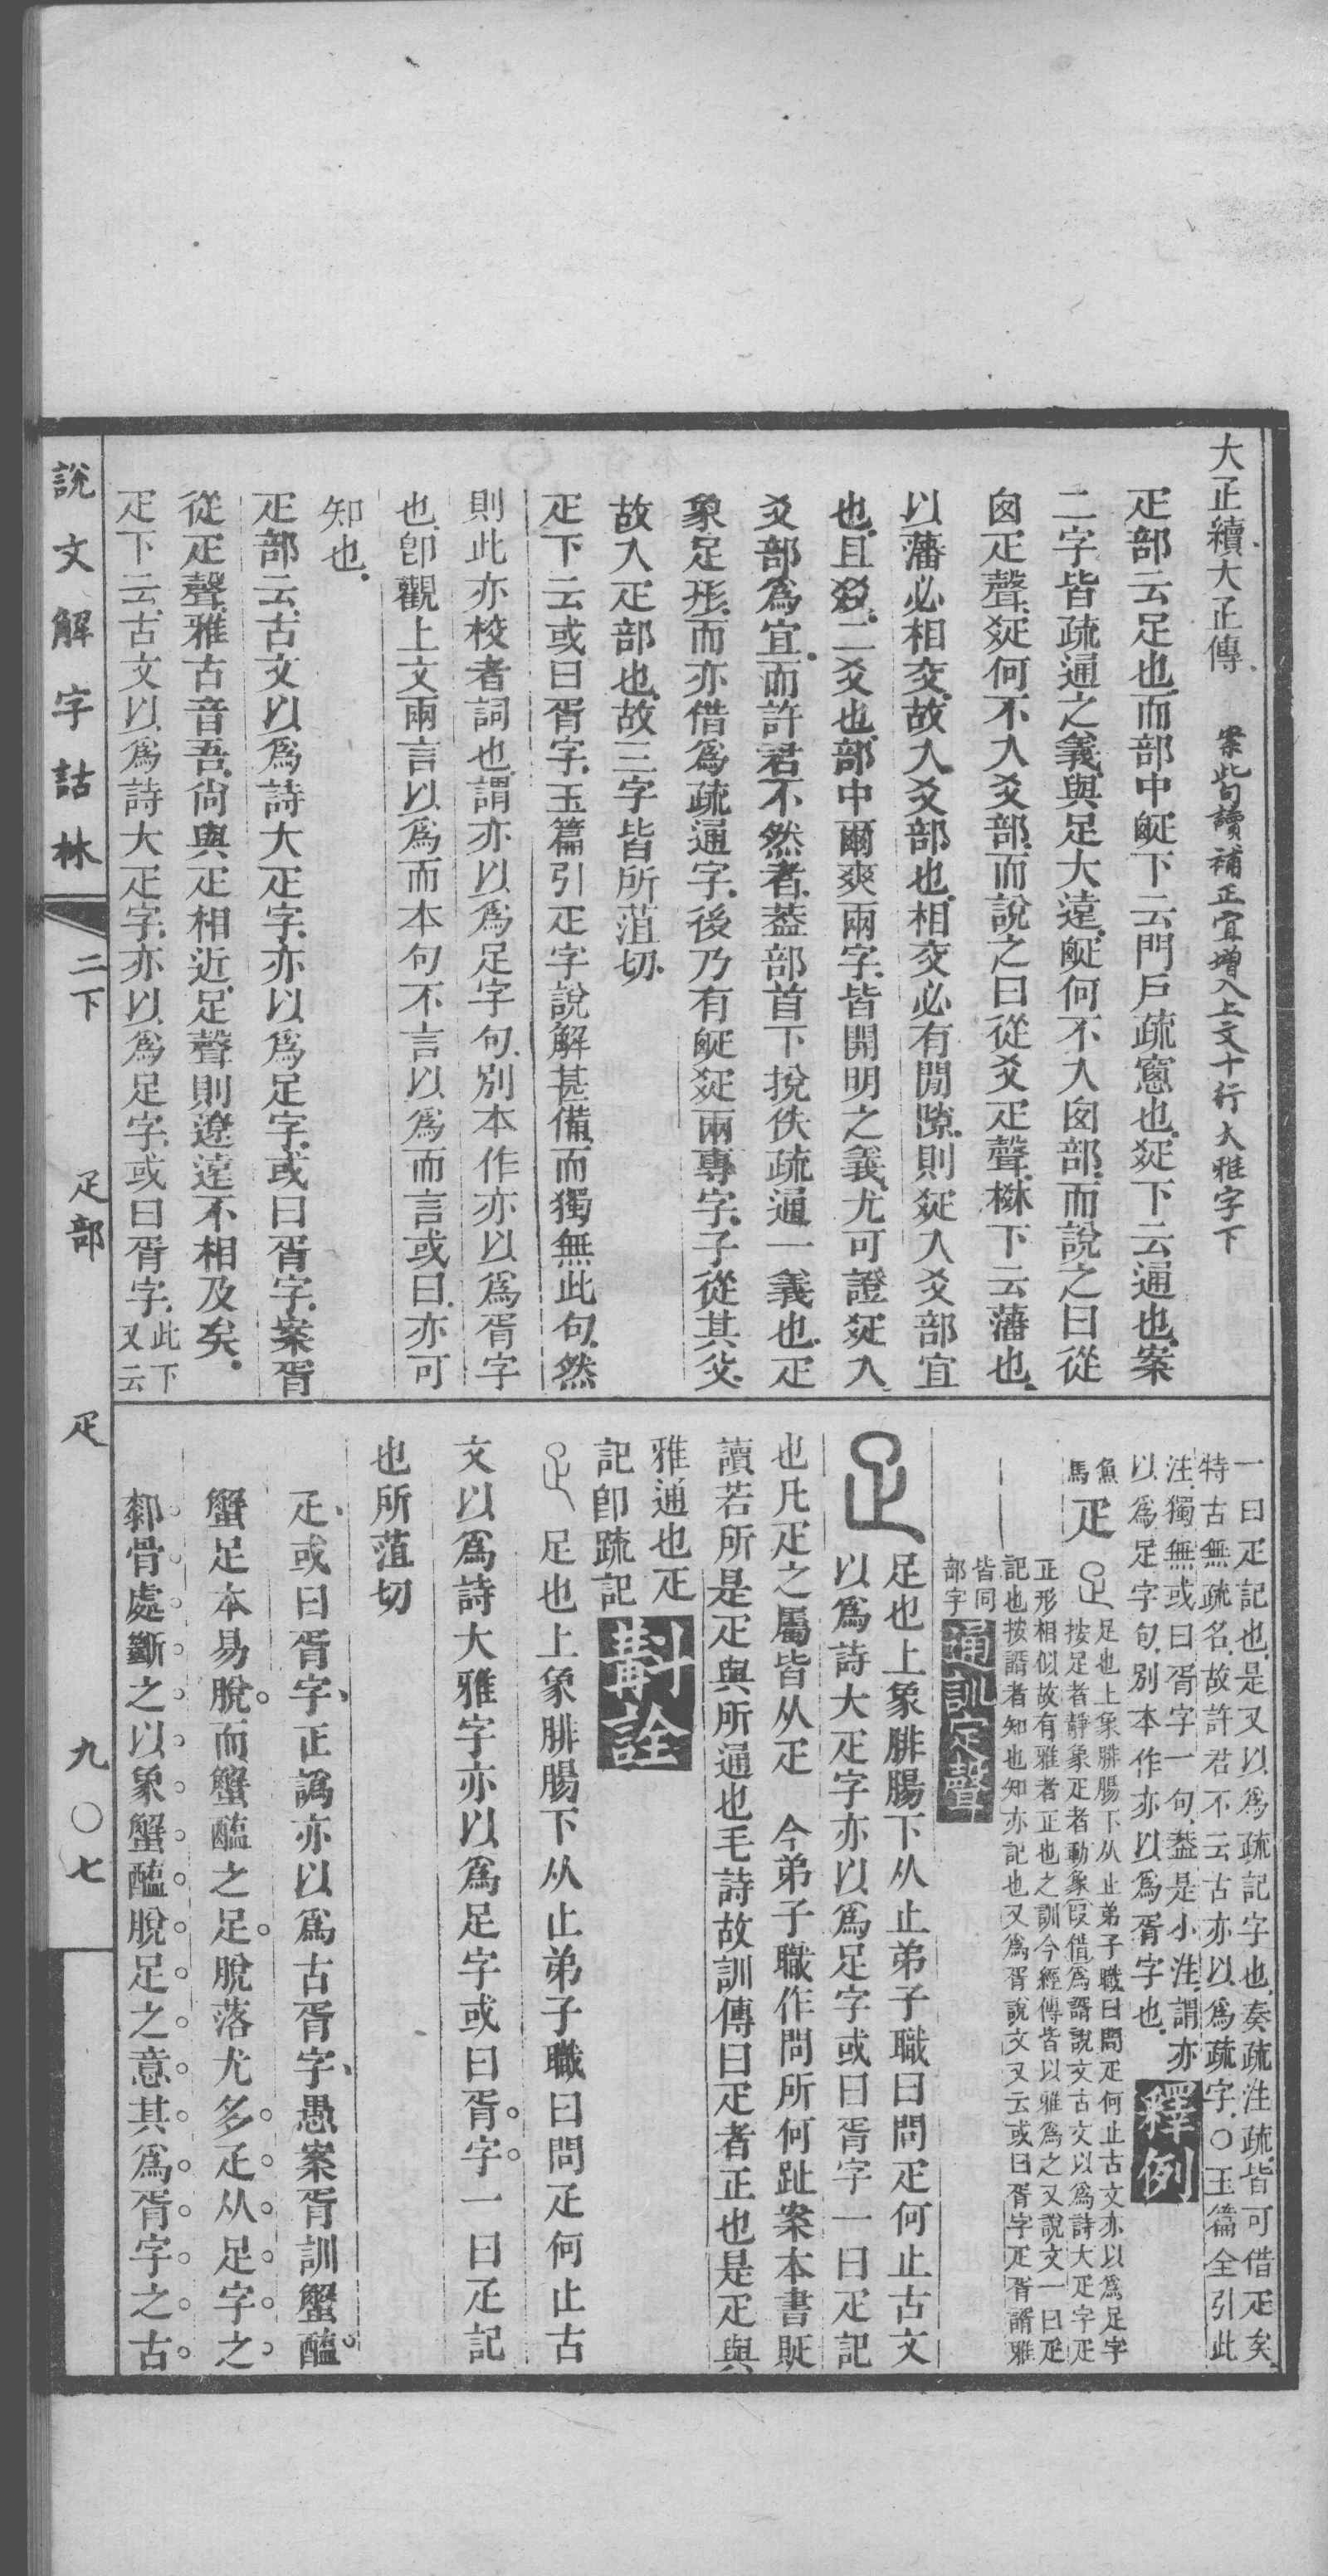 大正續大正傳　案皆讀補正宜增入上文十行大雅字下
疋部云足也而部中䟽下云門戶疏窻也㸚下云通也案
二字皆疏通之義與足大遠𤴙何不入囪部而說之曰從
囪疋聲𤕟何不入爻部而說之曰從爻疋聲棥下云藩也
以藩必相交故入爻部也相交必有閒隙則𤕟入爻部宜
也且㸚二爻也部中爾爽兩字皆開明之義尤可證𤕟入
爻部爲宜而許君不然者葢部首下挩佚疏通一義也疋
象足形而亦借爲疏通字後乃有𤴙𤕟兩專字子從其父
故入疋部也故三字皆所菹切
疋下云或曰胥字玉篇引疋字說解甚備而獨無此句然
則此亦校者詞也謂亦以爲足字句別本作亦以爲胥字
也卽觀上文兩言以爲而本句不言以爲而言或曰亦可
知也
疋部云古文以爲詩大疋字亦以爲足字或曰胥字案胥
從疋聲雅古音吾尙與疋相近足聲則遼遠不相及矣
疋下云古文以爲詩大疋字亦以爲足字或曰胥字此下又云
一曰疋記也是又以爲疏記字也奏疏注疏皆可借疋矣
特古無疏名故許君不云古亦以爲疏字○玉篇全引此
注獨無或曰胥字一句葢是小注謂亦
以爲足字句別本作亦以爲胥字也
釋例
魚馬
疋
足也上象腓腸下从止弟子職曰問疋何止古文亦以爲足字
按足者靜象疋者動象叚借爲諝說文古文以爲詩大疋字疋
正形相似故有雅者正也之訓今經傳皆以雅爲之又說文一曰疋
記也按諝者知也知亦記也又爲胥說文又云或曰胥字疋胥諝雅
皆同
部字
通訓定聲
足也上象腓腸下从止弟子職曰問疋何止古文
以爲詩大疋字亦以爲足字或曰胥字一曰疋記
也凡疋之屬皆从疋　今弟子職作問所何趾案本書䟽
讀若所是疋與所通也毛詩故訓傳曰疋者正也是疋與
雅通也疋
記卽疏記
斠詮
足也上象腓腸下从止弟子職曰問疋何止古
文以爲詩大雅字亦以爲足字或曰胥字一曰疋記
也所菹切
疋或曰胥字正譌亦以爲古胥字愚案胥訓蟹醢
蟹足本易脫而蟹醢之足脫落尤多疋从足字之
䣛骨處斷之以象蟹醢脫足之意其爲胥字之古
說文解字詁林
二下
疋部
疋
九〇七